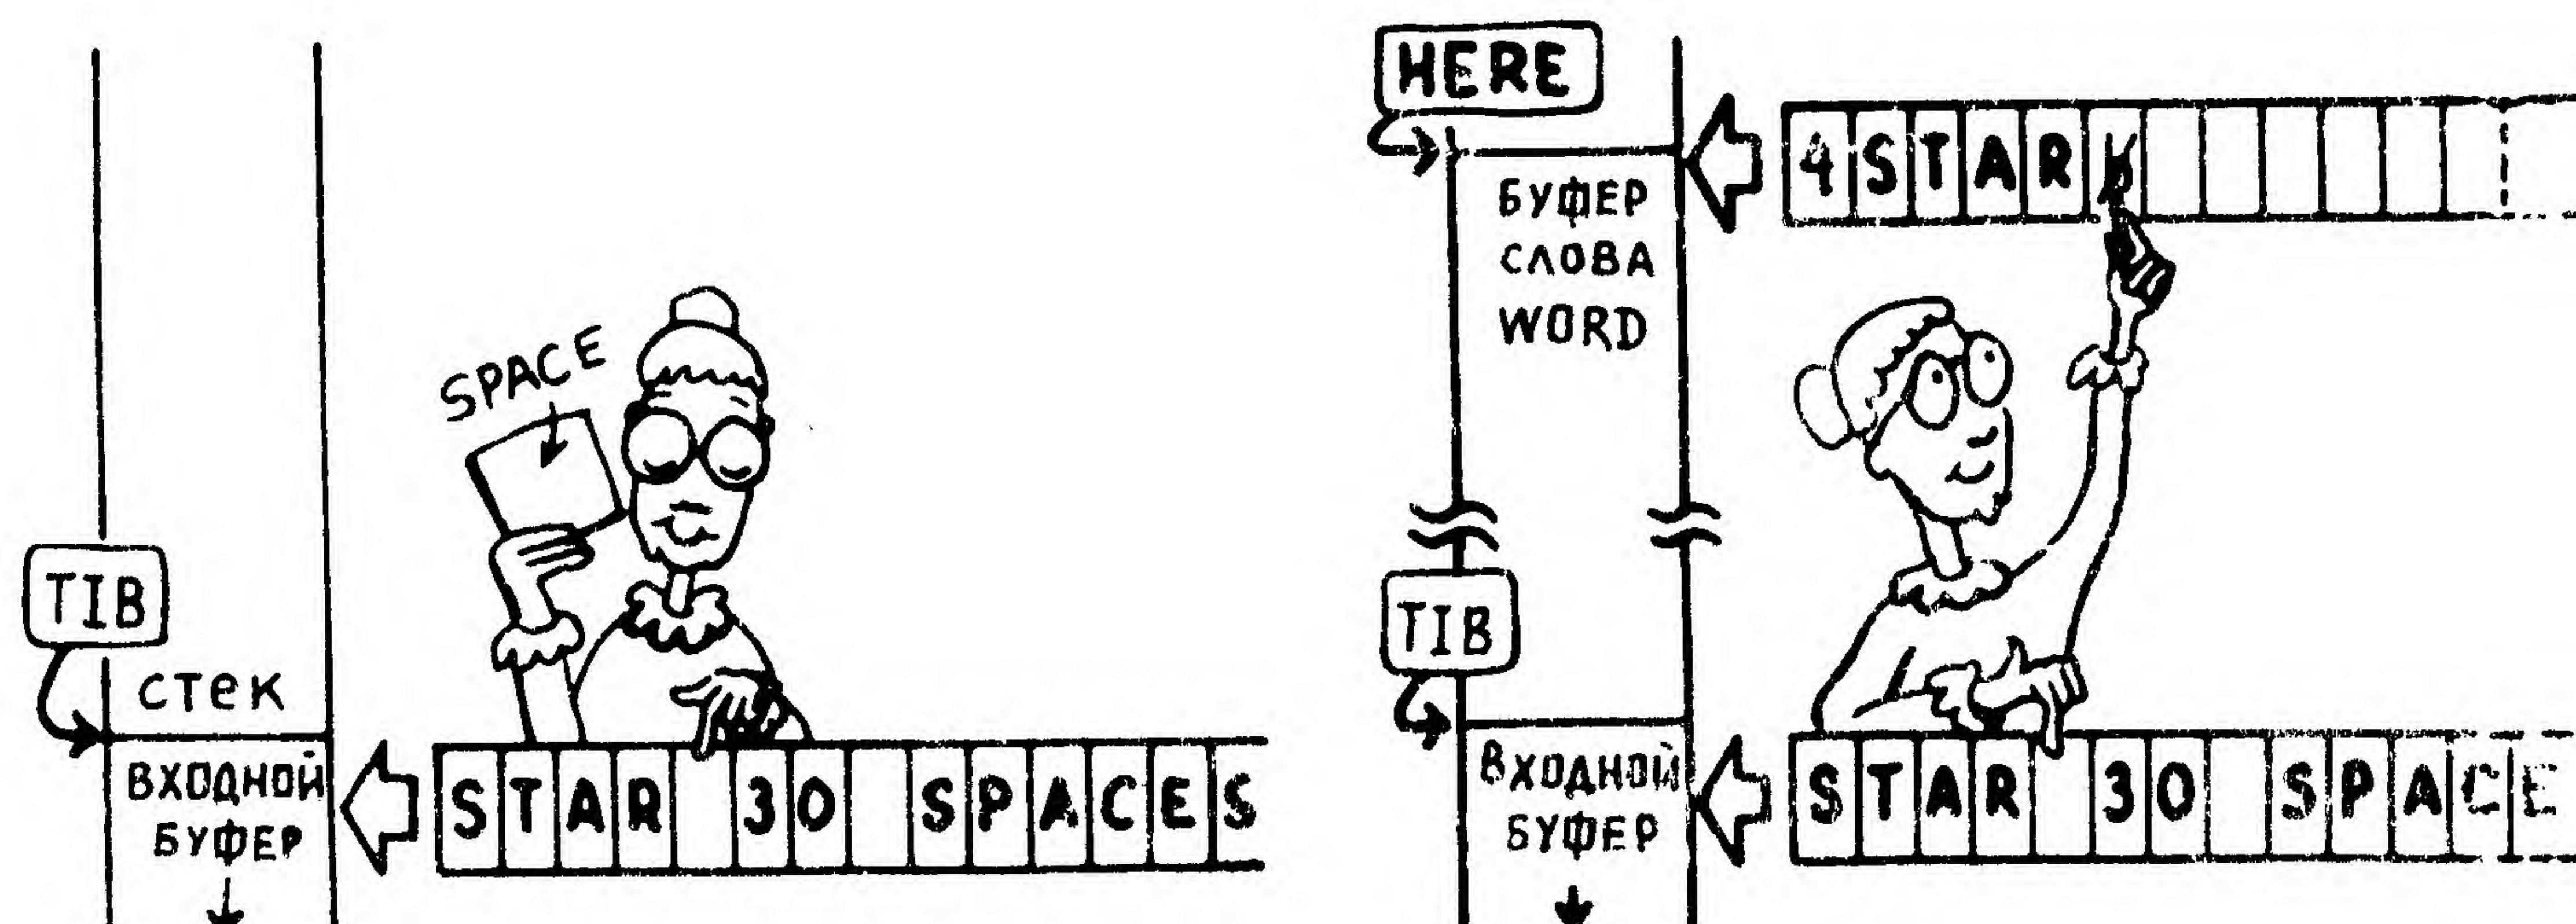 SPACE
TIB
стек
ВХОДНОЙ
БУФЕР
STAR 30 SPACES
HERE
4STAR
БУФЕР
СЛОВА
WORD
TIB
ВХОДНОЙ
БУФЕР
STAR 30 SPACE